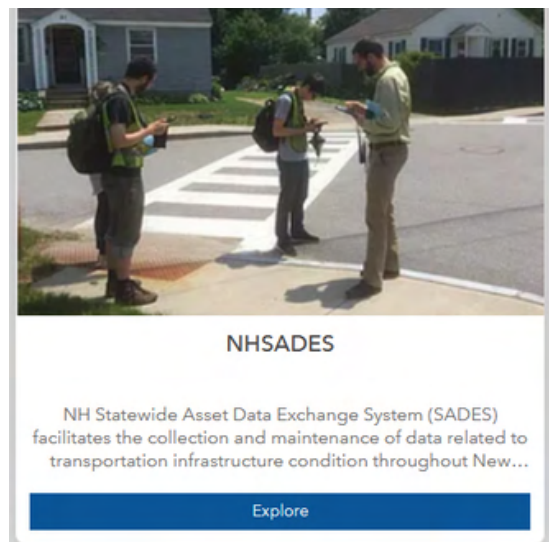 NHSADES
NH Statewide Asset Data Exchange System (SADES)
facilitates the collection and maintenance of data related to
transportation infrastructure condition throughout New...
Explore